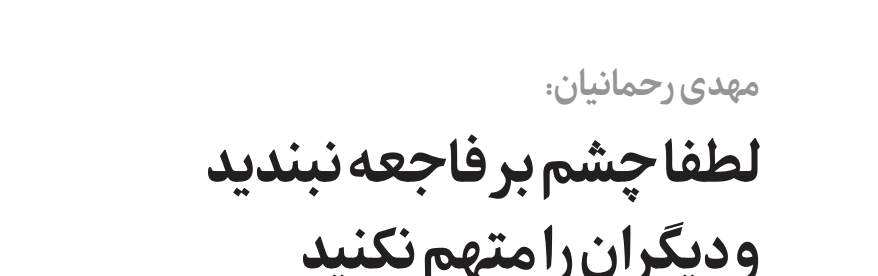 مهدی رحمانیان:
لطفا چشم بر فاجعه نبندید
و دیگران را متهم نکنید